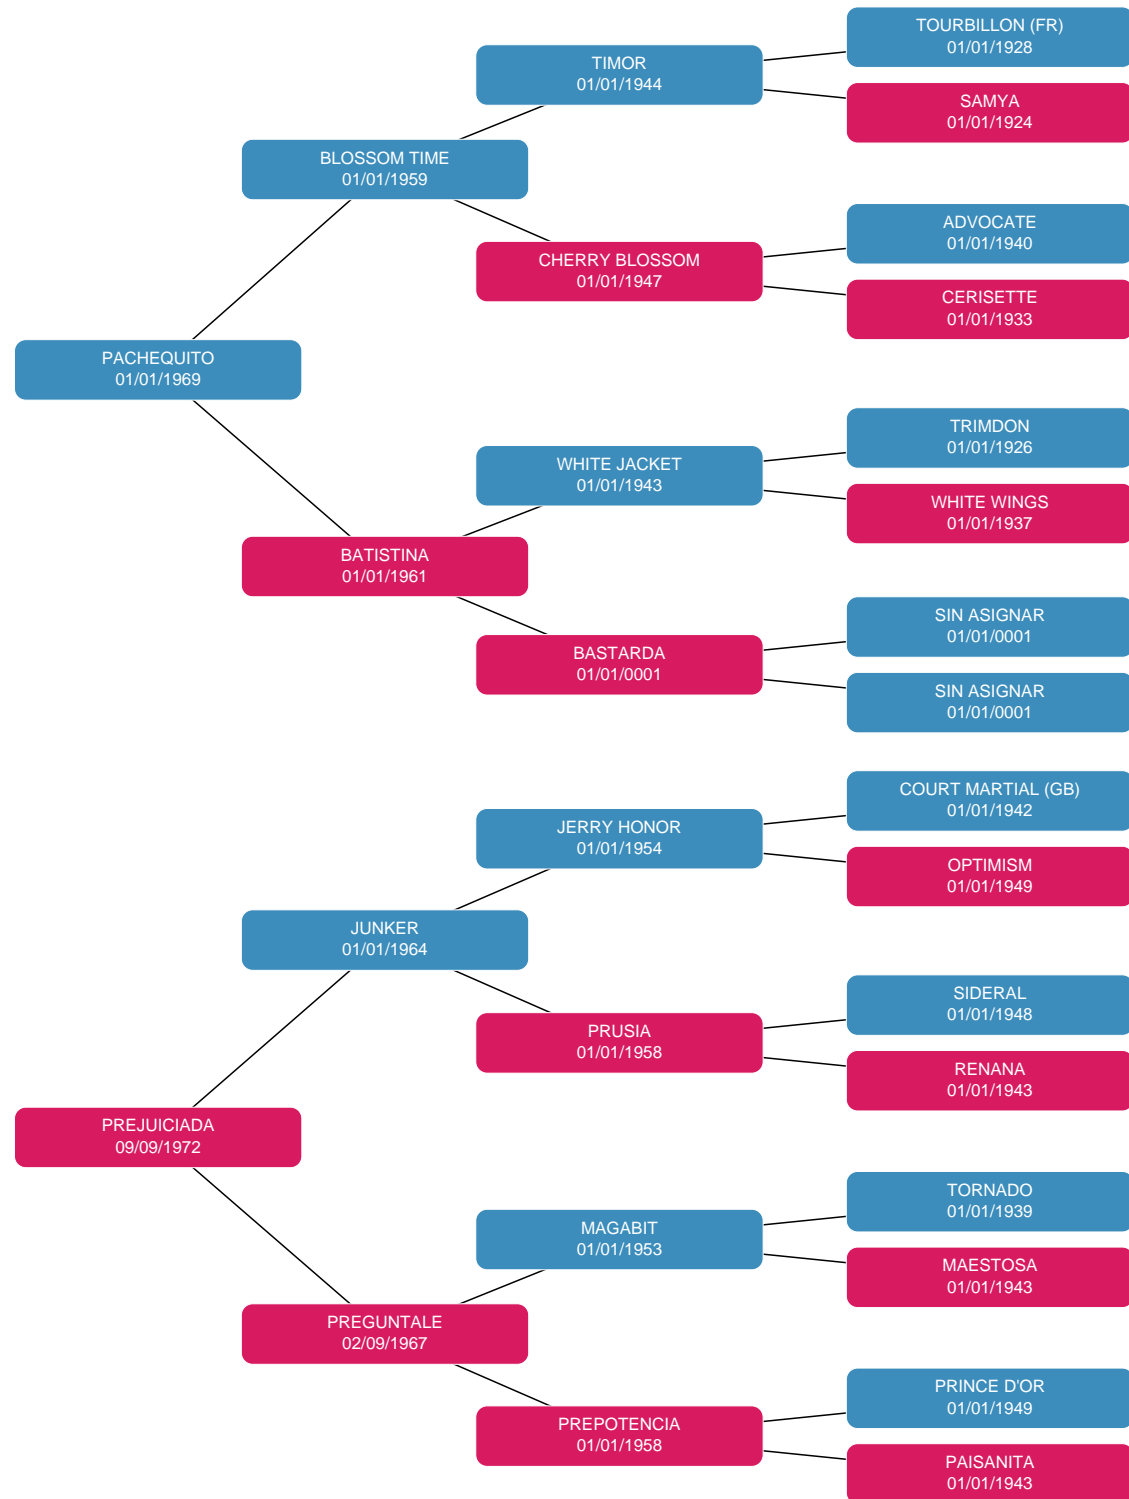 TOURBILLON (FR)
01/01/1928
TIMOR
01/01/1944
SAMYA
01/01/1924
BLOSSOM TIME
01/01/1959
ADVOCATE
01/01/1940
CHERRY BLOSSOM
01/01/1947
CERISETTE
01/01/1933
PACHEQUITO
01/01/1969
TRIMDON
01/01/1926
WHITE JACKET
01/01/1943
WHITE WINGS
01/01/1937
BATISTINA
01/01/1961
SIN ASIGNAR
01/01/0001
BASTARDA
01/01/0001
SIN ASIGNAR
01/01/0001
COURT MARTIAL (GB)
01/01/1942
JERRY HONOR
01/01/1954
OPTIMISM
01/01/1949
JUNKER
01/01/1964
SIDERAL
01/01/1948
PRUSIA
01/01/1958
RENANA
01/01/1943
PREJUICIADA
09/09/1972
TORNADO
01/01/1939
MAGABIT
01/01/1953
MAESTOSA
01/01/1943
PREGUNTALE
02/09/1967
PRINCE D'OR
01/01/1949
PREPOTENCIA
01/01/1958
PAISANITA
01/01/1943